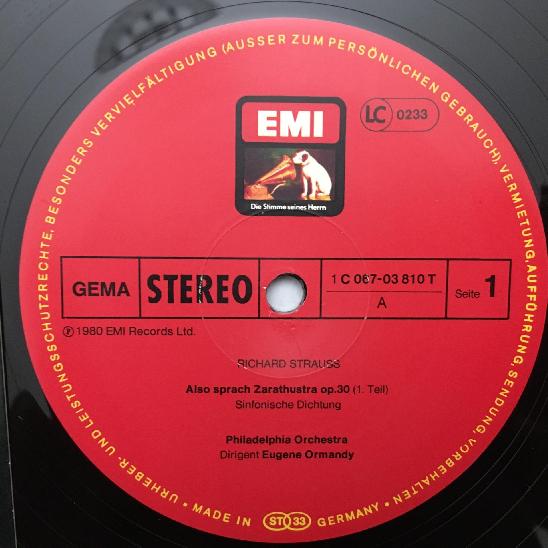 URHEBER- UND LEISTUNGSSCHUTZRECHTE, BESONDERS VERVIELFÄLTIGUNG (AUSSER ZUM PERSÖNLICHEN GEBRAUCH), VERMIETUNG, AUFFÜHRUNG, SENDUNG, VORBEHALTEN •
EMI
LC 0233
Die Stimme seines Herrn
GEMA STEREO 1 C 067-03 810 T Seite 1
A
Ⓟ 1980 EMI Records Ltd.
RICHARD STRAUSS
Also sprach Zarathustra op.30 (1. Teil)
Sinfonische Dichtung
Philadelphia Orchestra
Dirigent Eugene Ormandy
• MADE IN ST 33 GERMANY •